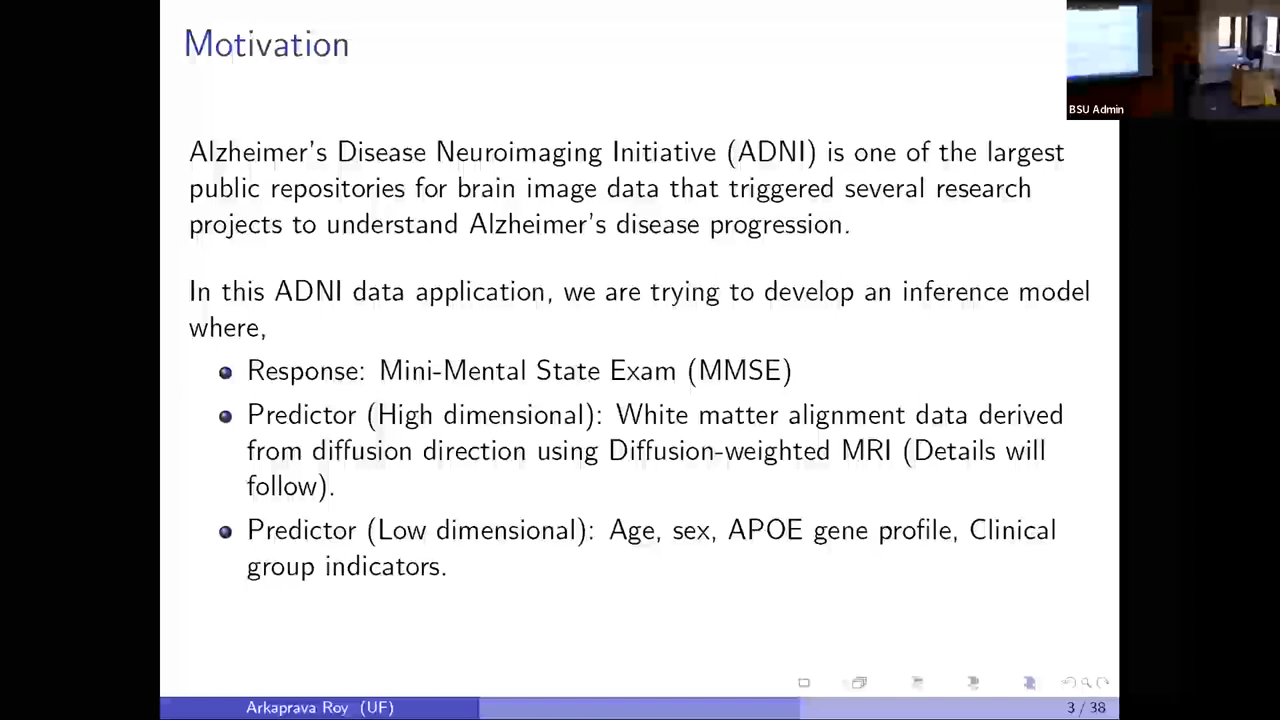 Motivation
BSU Admin
Alzheimer's Disease Neuroimaging Initiative (ADNI) is one of the largest
public repositories for brain image data that triggered several research
projects to understand Alzheimer's disease progression.
In this ADNI data application, we are trying to develop an inference model
where,
Response: Mini-Mental State Exam (MMSE)
Predictor (High dimensional): White matter alignment data derived
from diffusion direction using Diffusion-weighted MRI (Details will
follow).
Predictor (Low dimensional): Age, sex, APOE gene profile, Clinical
group indicators.
Arkaprava Roy (UF)
3 / 38